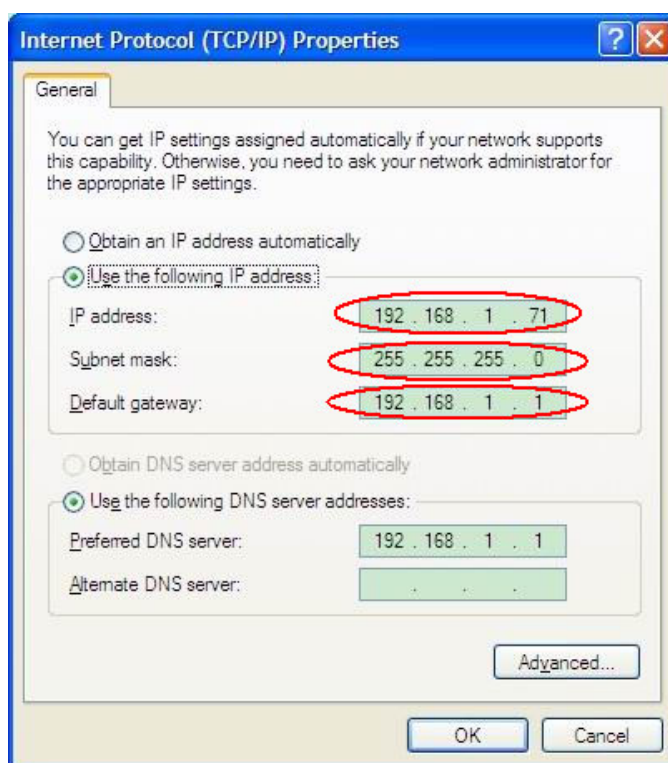 Internet Protocol (TCP/IP) Properties
General
You can get IP settings assigned automatically if your network supports
this capability. Otherwise, you need to ask your network administrator for
the appropriate IP settings.
Obtain an IP address automatically
Use the following IP address:
IP address: 192 . 168 . 1 . 71
Subnet mask: 255 . 255 . 255 . 0
Default gateway: 192 . 168 . 1 . 1
Obtain DNS server address automatically
Use the following DNS server addresses:
Preferred DNS server: 192 . 168 . 1 . 1
Alternate DNS server: . . .
Advanced...
OK Cancel